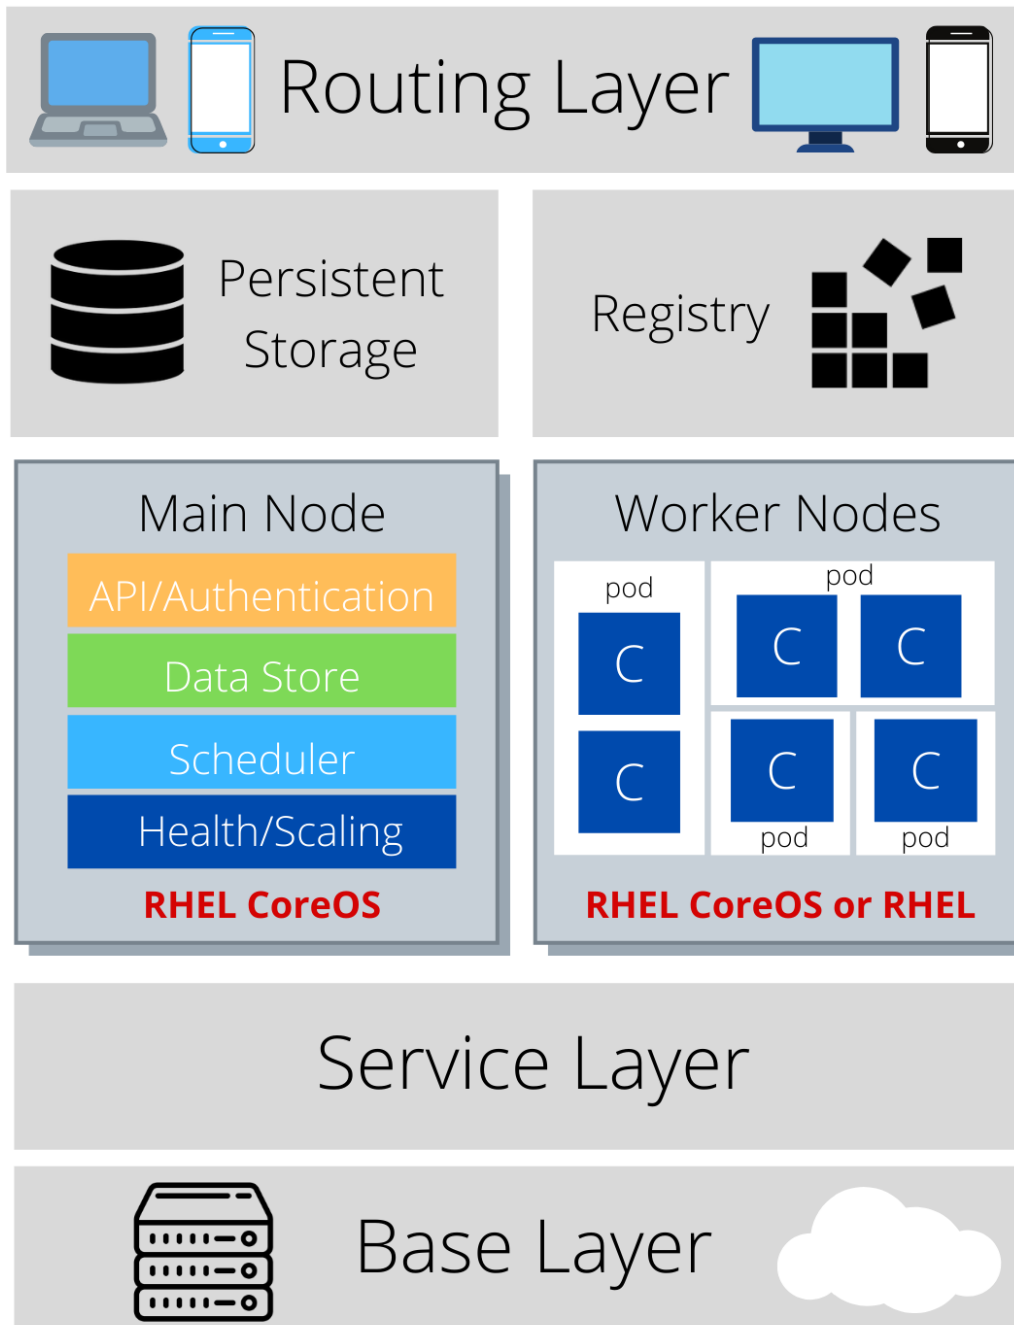 Routing Layer
Persistent
Storage
Registry
Main Node
API/Authentication
Data Store
Scheduler
Health/Scaling
RHEL CoreOS
Worker Nodes
pod
C
C
pod
C
C
C
pod
C
pod
RHEL CoreOS or RHEL
Service Layer
Base Layer